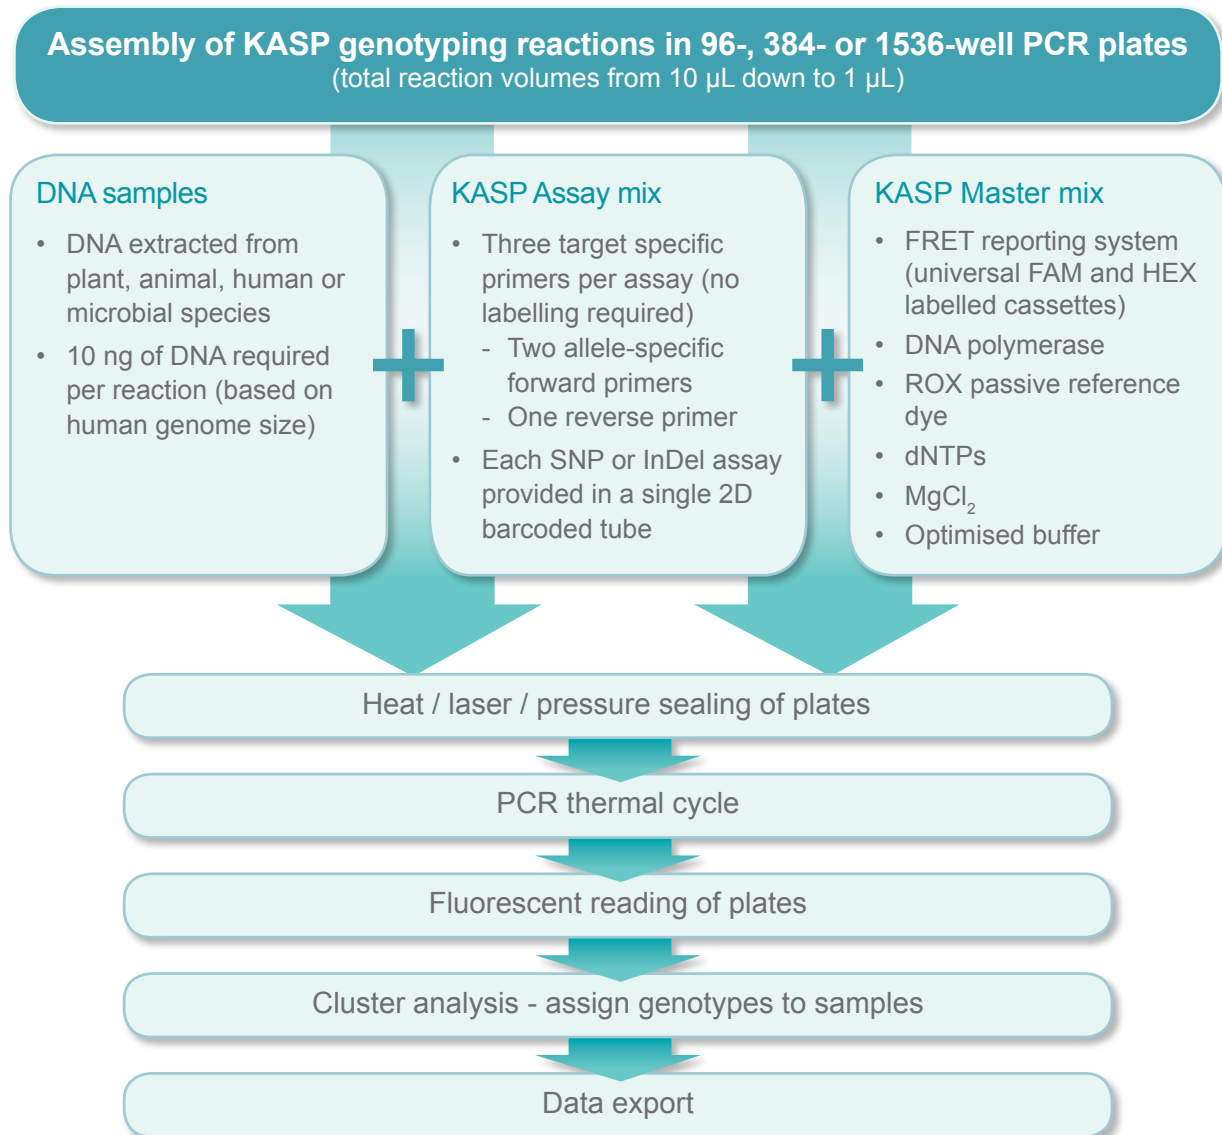 Assembly of KASP genotyping reactions in 96-, 384- or 1536-well PCR plates
(total reaction volumes from 10 µL down to 1 µL)
DNA samples
• DNA extracted from
plant, animal, human or
microbial species
• 10 ng of DNA required
per reaction (based on
human genome size)
+
KASP Assay mix
• Three target specific
primers per assay (no
labelling required)
- Two allele-specific
forward primers
- One reverse primer
• Each SNP or InDel assay
provided in a single 2D
barcoded tube
+
KASP Master mix
• FRET reporting system
(universal FAM and HEX
labelled cassettes)
• DNA polymerase
• ROX passive reference
dye
• dNTPs
• MgCl₂
• Optimised buffer
Heat / laser / pressure sealing of plates
PCR thermal cycle
Fluorescent reading of plates
Cluster analysis - assign genotypes to samples
Data export